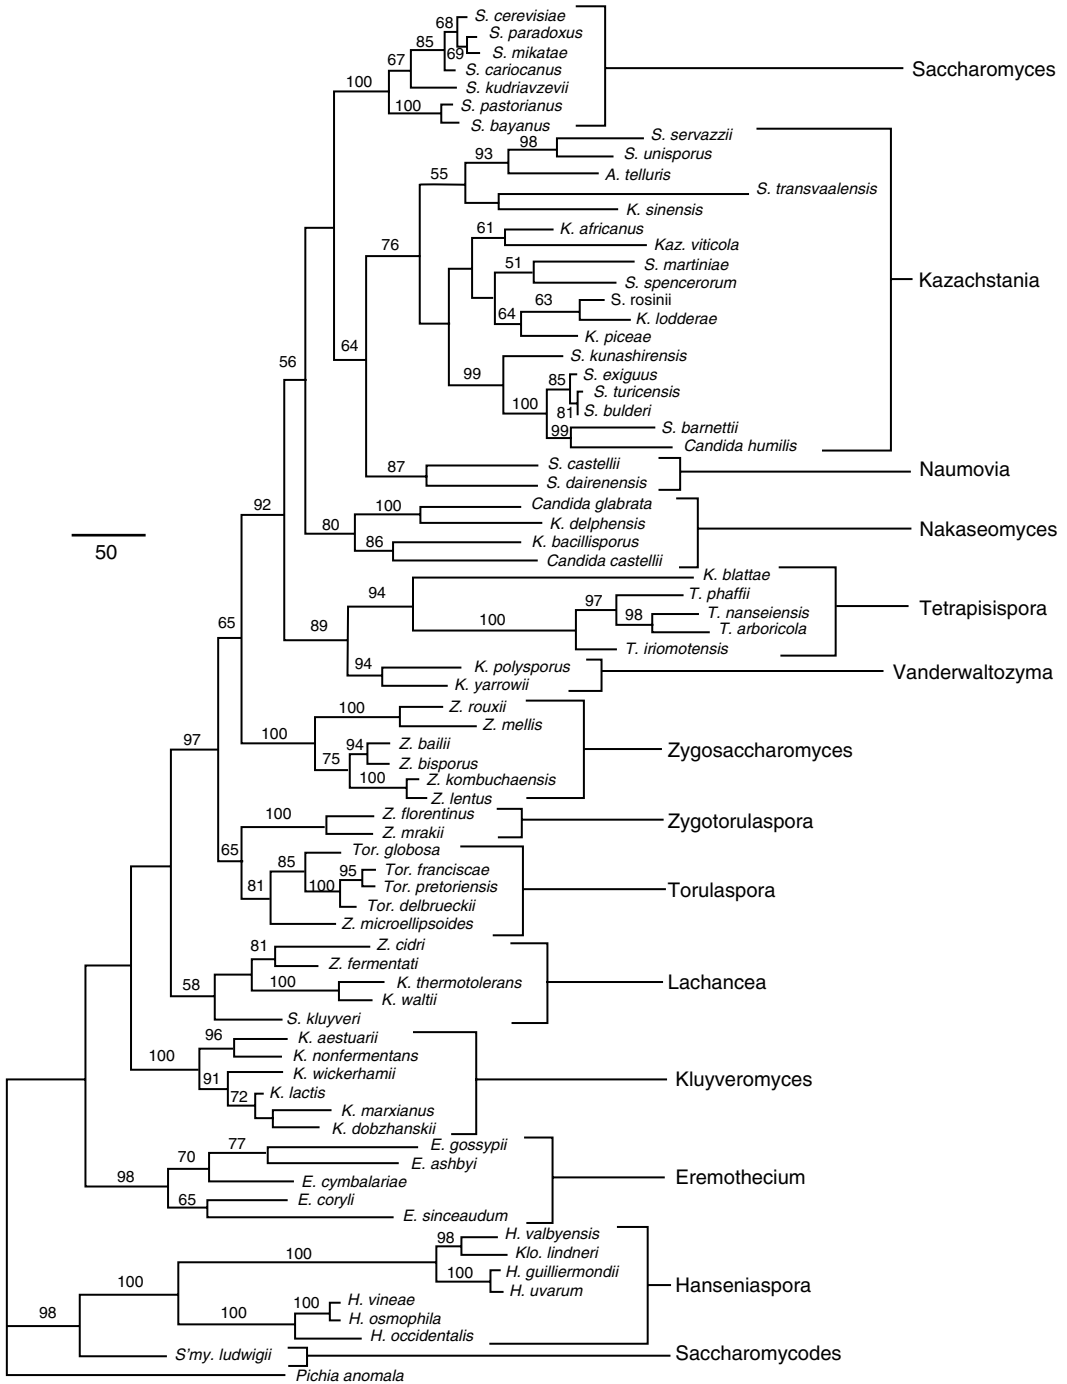 68
S. cerevisiae
S. paradoxus
85
69
S. mikatae
67
S. cariocanus
Saccharomyces
100
S. kudriavzevii
100
S. pastorianus
S. bayanus
98
S. servazzii
93
S. unisporus
55
A. telluris
S. transvaalensis
K. sinensis
61
K. africanus
76
Kaz. viticola
51
S. martiniae
S. spencerorum
Kazachstania
63
S. rosinii
64
K. lodderae
K. piceae
64
S. kunashirensis
56
99
85
S. exiguus
S. turicensis
100
81
S. bulderi
99
S. barnettii
Candida humilis
87
S. castellii
Naumovia
S. dairenensis
92
100
Candida glabrata
80
K. delphensis
Nakaseomyces
86
K. bacillisporus
Candida castellii
50
K. blattae
94
97
T. phaffii
98
T. nanseiensis
Tetrapisispora
65
89
100
T. arboricola
T. iriomotensis
94
K. polysporus
Vanderwaltozyma
K. yarrowii
100
Z. rouxii
Z. mellis
97
100
94
Z. bailii
Zygosaccharomyces
75
Z. bisporus
100
Z. kombuchaensis
Z. lentus
100
Z. florentinus
Zygotorulaspora
Z. mrakii
65
Tor. globosa
85
95
Tor. franciscae
81
100
Tor. pretoriensis
Torulaspora
Tor. delbrueckii
Z. microellipsoides
81
Z. cidri
Z. fermentati
58
100
K. thermotolerans
Lachancea
K. waltii
S. kluyveri
96
K. aestuarii
100
K. nonfermentans
91
K. wickerhamii
Kluyveromyces
72
K. lactis
K. marxianus
K. dobzhanskii
77
E. gossypii
70
E. ashbyi
98
E. cymbalariae
Eremothecium
65
E. coryli
E. sinceaudum
98
H. valbyensis
100
Klo. lindneri
100
H. guilliermondii
100
H. uvarum
Hanseniaspora
98
100
100
H. vineae
H. osmophila
H. occidentalis
S'my. ludwigii
Saccharomycodes
Pichia anomala